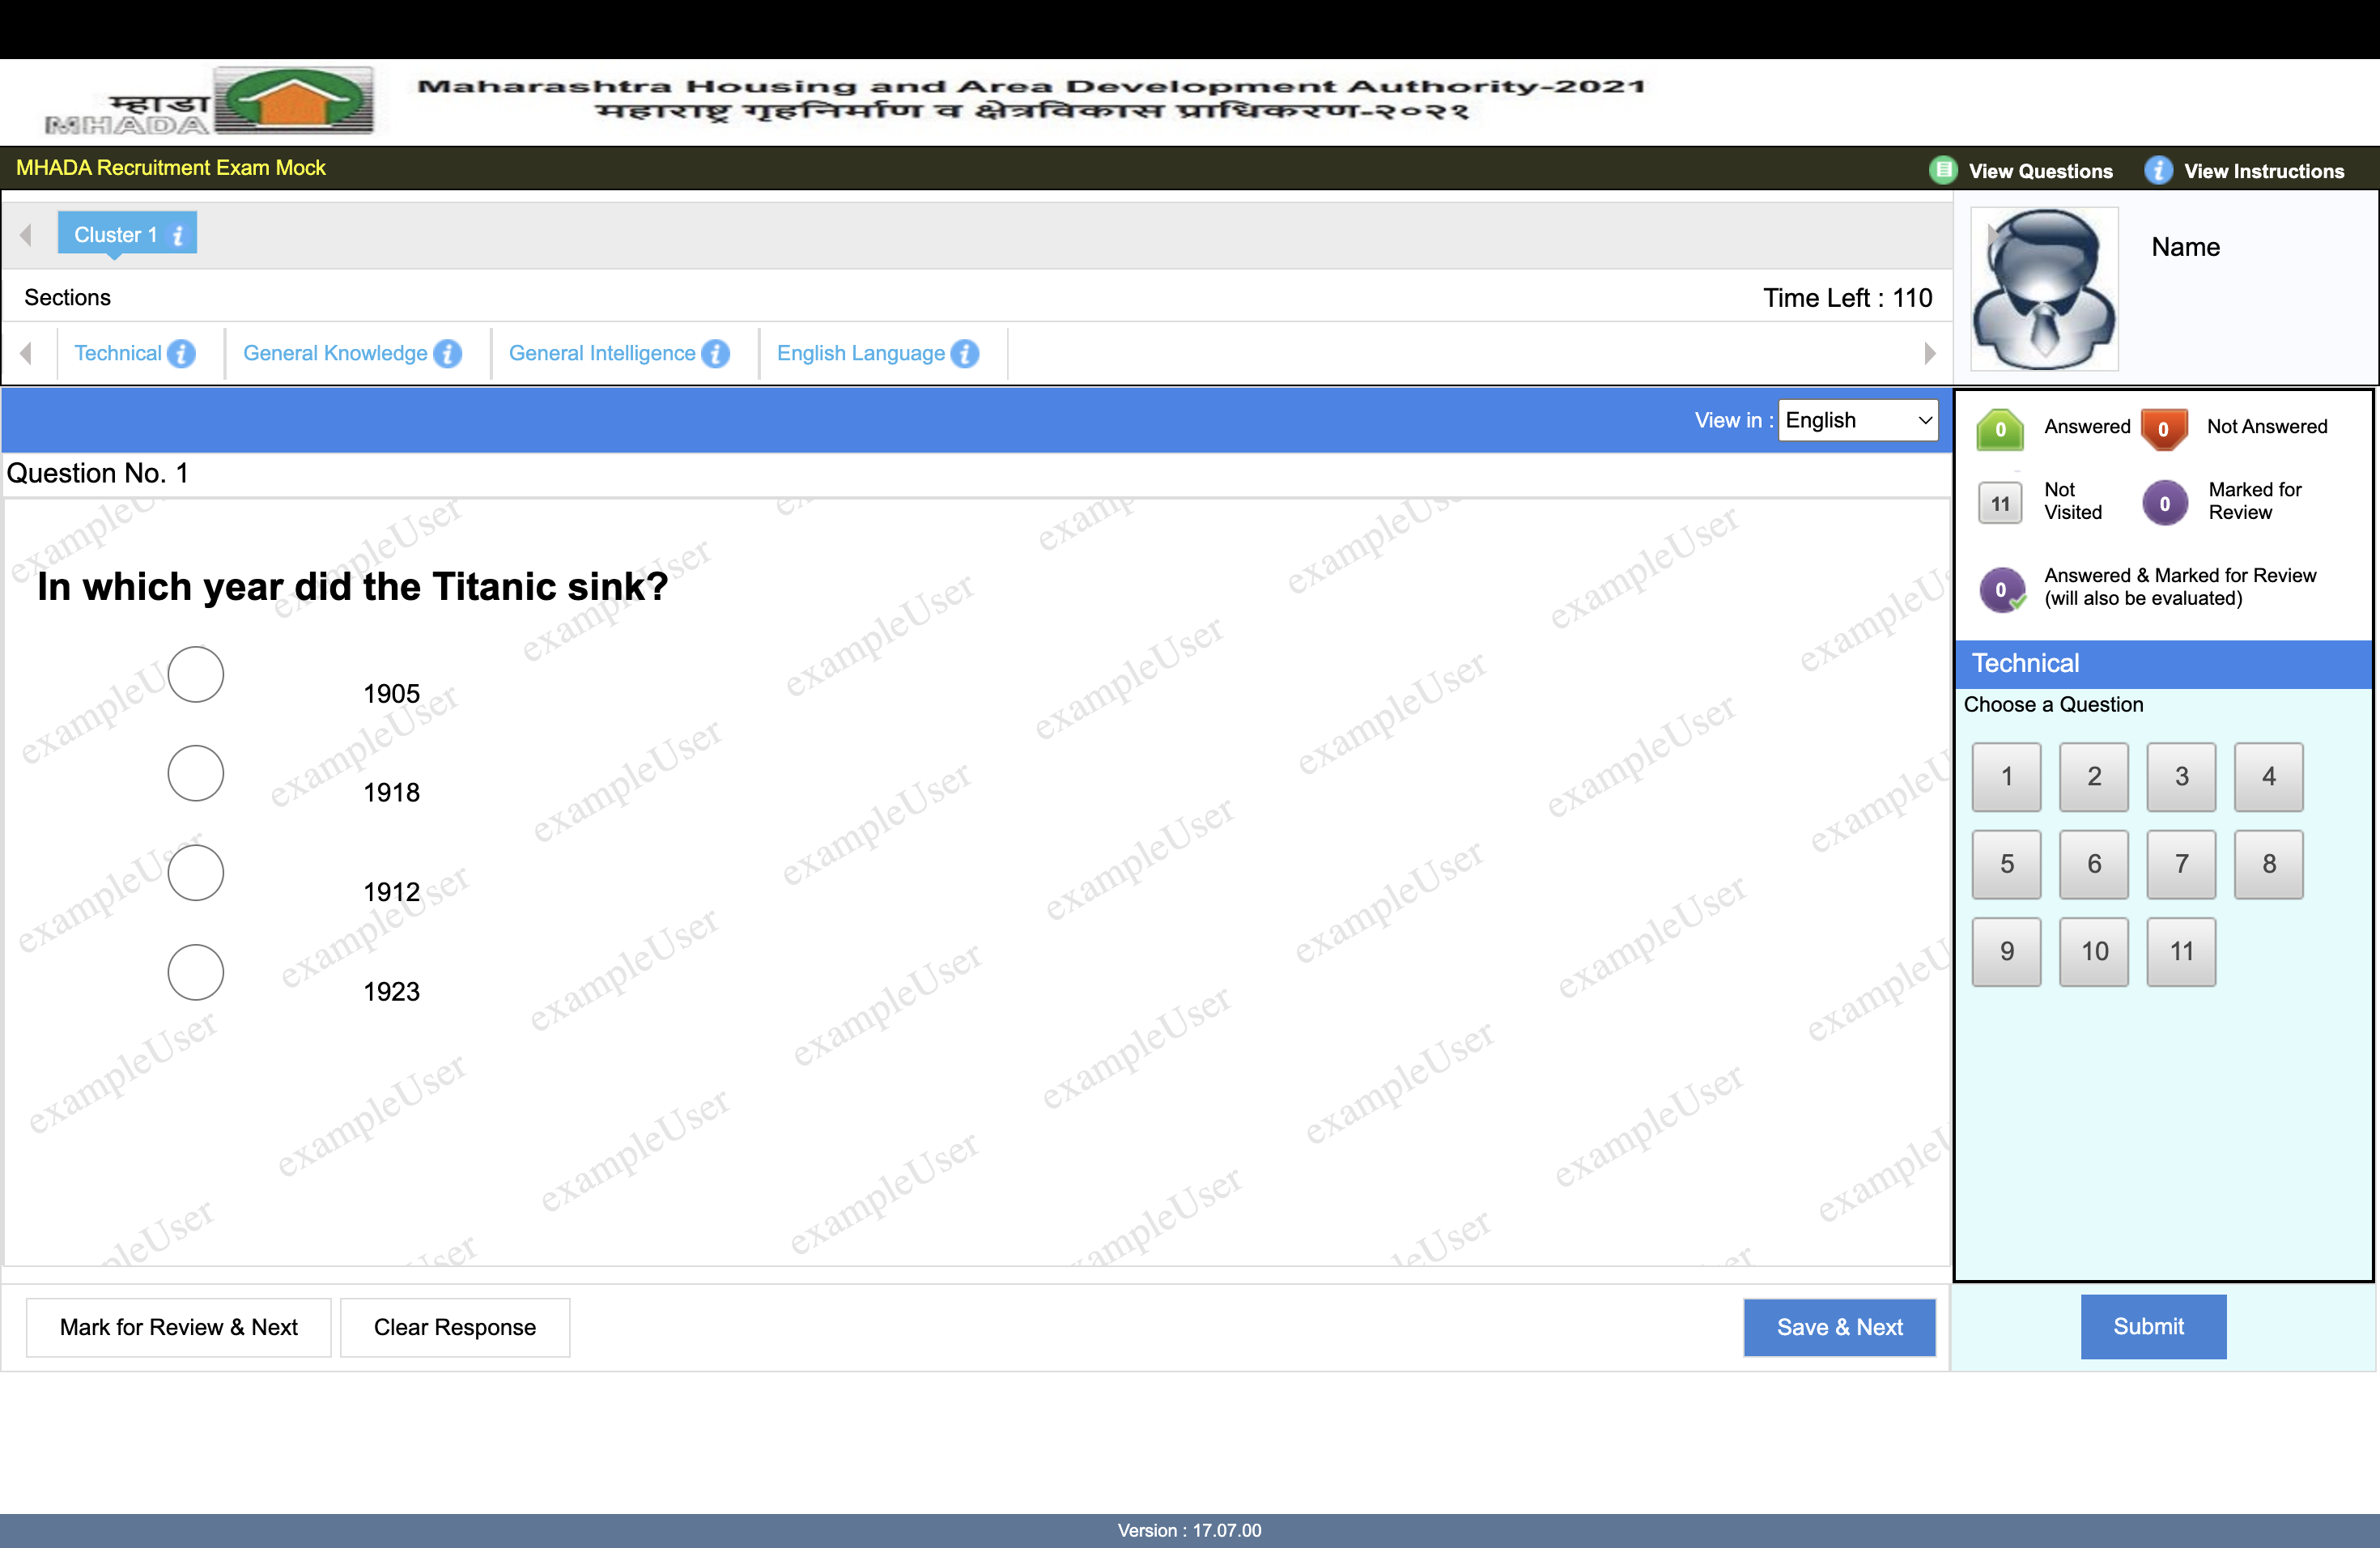 म्हाडा
MHADA
Maharashtra Housing and Area Development Authority-2021
महाराष्ट्र गृहनिर्माण व क्षेत्रविकास प्राधिकरण-२०२१
MHADA Recruitment Exam Mock
View Questions
View Instructions
Cluster 1 i
Name
Sections
Time Left : 110
Technical i
General Knowledge i
General Intelligence i
English Language i
View in : English
0 Answered
0 Not Answered
11 Not Visited
0 Marked for Review
0 Answered & Marked for Review
(will also be evaluated)
Question No. 1
In which year did the Titanic sink?
1905
1918
1912
1923
exampleUser
Technical
Choose a Question
1 2 3 4
5 6 7 8
9 10 11
Mark for Review & Next
Clear Response
Save & Next
Submit
Version : 17.07.00